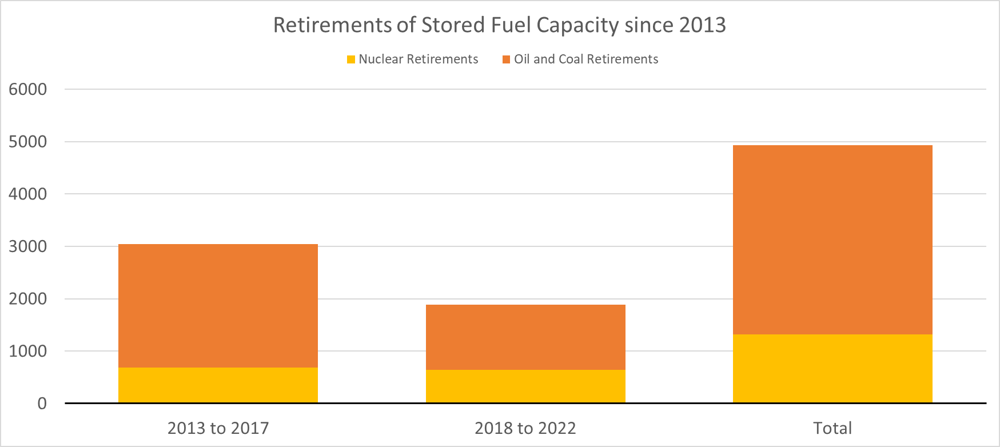 Retirements of Stored Fuel Capacity since 2013
Nuclear Retirements Oil and Coal Retirements
6000
5000
4000
3000
2000
1000
0
2013 to 2017 2018 to 2022 Total